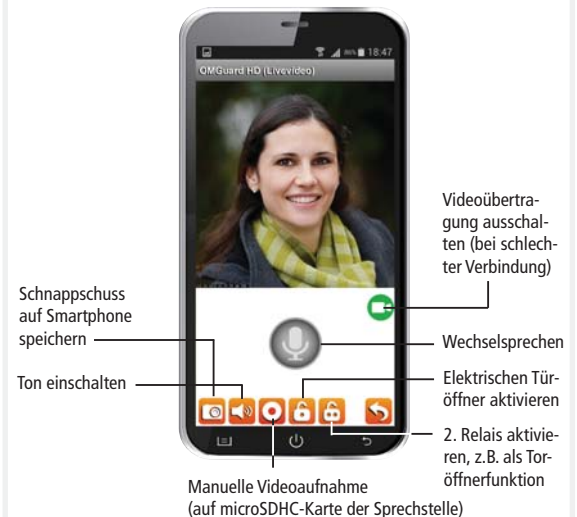 18:47
QMGuard HD (Livevídeo)
Videoübertra-
gung ausschal-
ten (bei schlech-
ter Verbindung)
Schnappschuss
auf Smartphone
speichern
Wechselsprechen
Ton einschalten
Elektrischen Tür-
öffner aktivieren
2. Relais aktivie-
ren, z.B. als Tor-
öffnerfunktion
Manuelle Videoaufnahme
(auf microSDHC-Karte der Sprechstelle)